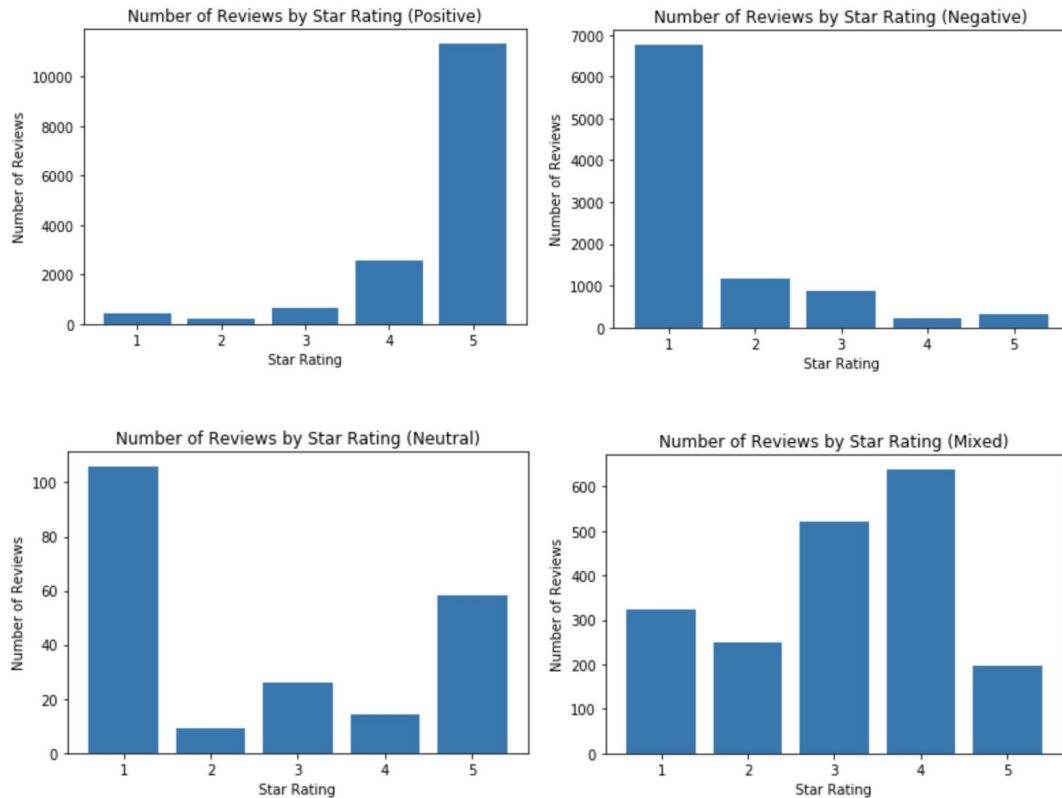 Number of Reviews by Star Rating (Positive)
Number of Reviews
10000
8000
6000
4000
2000
0
1 2 3 4 5
Star Rating
Number of Reviews by Star Rating (Negative)
Number of Reviews
7000
6000
5000
4000
3000
2000
1000
0
1 2 3 4 5
Star Rating
Number of Reviews by Star Rating (Neutral)
Number of Reviews
100
80
60
40
20
0
1 2 3 4 5
Star Rating
Number of Reviews by Star Rating (Mixed)
Number of Reviews
600
500
400
300
200
100
0
1 2 3 4 5
Star Rating